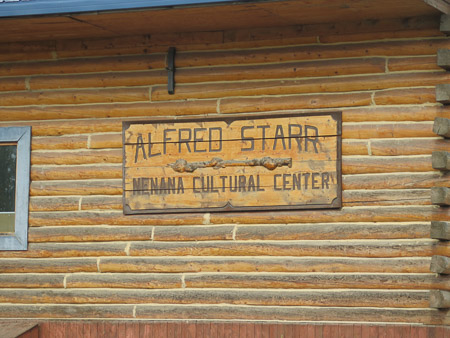 ALFRED STARR
NENANA CULTURAL CENTER